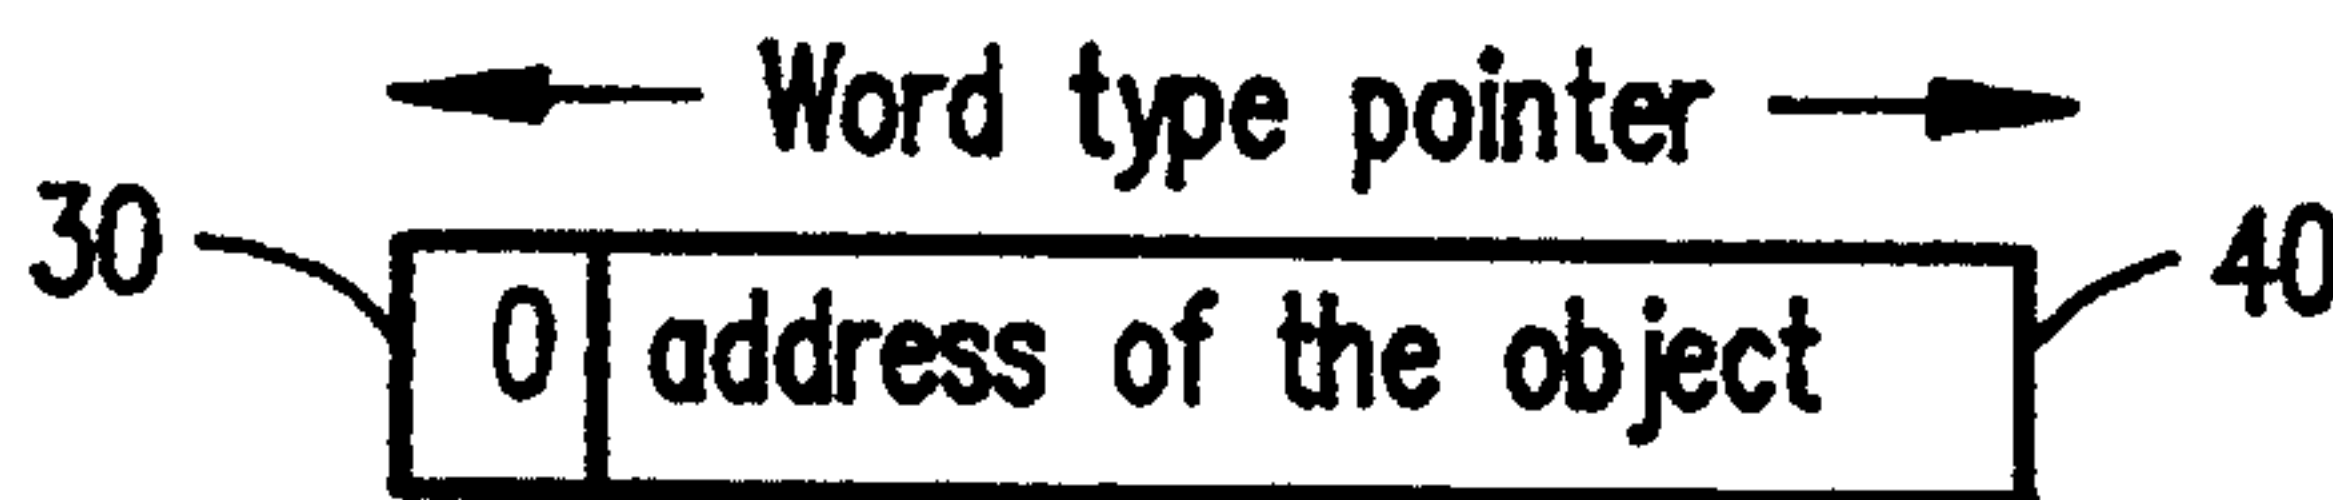 Word type pointer
30 0 address of the object 40